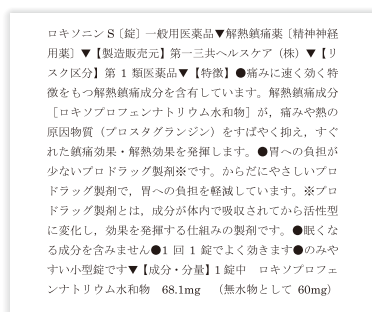 ロキソニン S〔錠〕一般用医薬品▼解熱鎮痛薬［精神神経
用薬］▼【製造販売元】第一三共ヘルスケア（株）▼【リ
スク区分】第 1 類医薬品▼【特徴】●痛みに速く効く特
徴をもつ解熱鎮痛成分を含有しています。解熱鎮痛成分
［ロキソプロフェンナトリウム水和物］が，痛みや熱の
原因物質（プロスタグランジン）をすばやく抑え，すぐ
れた鎮痛効果・解熱効果を発揮します。●胃への負担が
少ないプロドラッグ製剤※です。からだにやさしいプロ
ドラッグ製剤で，胃への負担を軽減しています。※プロ
ドラッグ製剤とは，成分が体内で吸収されてから活性型
に変化し，効果を発揮する仕組みの製剤です。●眠くな
る成分を含みません●1 回 1 錠でよく効きます●のみや
すい小型錠です▼【成分・分量】1 錠中　ロキソプロフェ
ンナトリウム水和物　68.1mg　（無水物として 60mg）